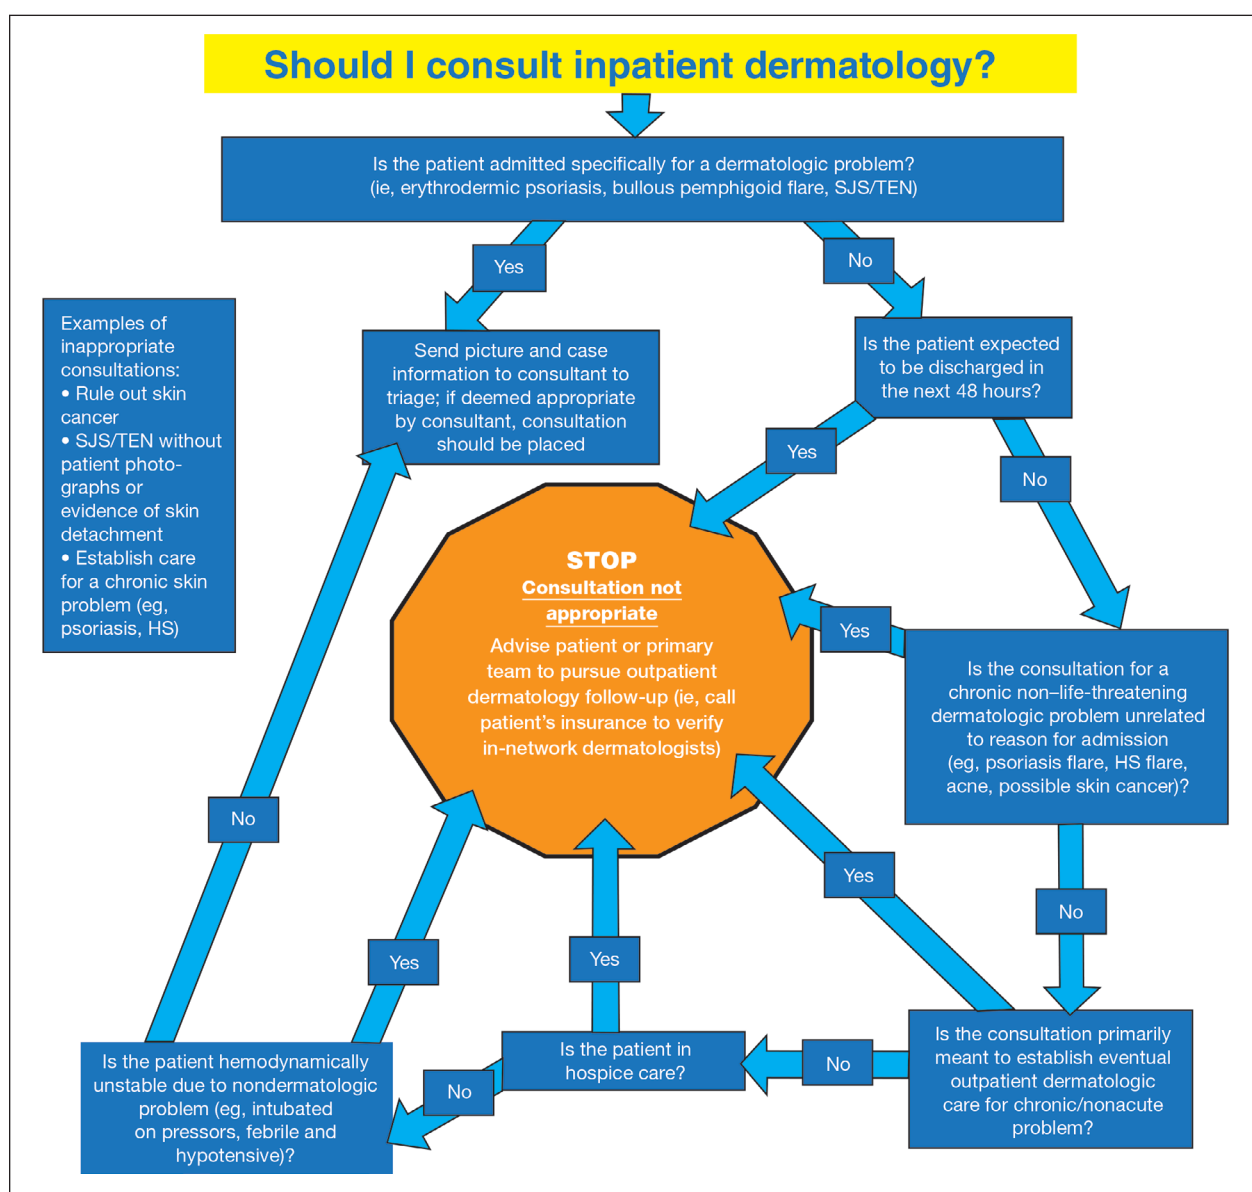 Should I consult inpatient dermatology?
Is the patient admitted specifically for a dermatologic problem?
(ie, erythrodermic psoriasis, bullous pemphigoid flare, SJS/TEN)
Yes
No
Examples of
inappropriate
consultations:
• Rule out skin
cancer
• SJS/TEN without
patient photo-
graphs or
evidence of skin
detachment
• Establish care
for a chronic skin
problem (eg,
psoriasis, HS)
Send picture and case
information to consultant to
triage; if deemed appropriate
by consultant, consultation
should be placed
Is the patient expected
to be discharged in
the next 48 hours?
Yes
No
STOP
Consultation not
appropriate
Advise patient or primary
team to pursue outpatient
dermatology follow-up (ie, call
patient’s insurance to verify
in-network dermatologists)
Yes
Is the consultation for a
chronic non–life-threatening
dermatologic problem unrelated
to reason for admission
(eg, psoriasis flare, HS flare,
acne, possible skin cancer)?
No
Yes
No
Yes
Yes
Is the patient hemodynamically
unstable due to nondermatologic
problem (eg, intubated
on pressors, febrile and
hypotensive)?
No
Is the patient in
hospice care?
No
Is the consultation primarily
meant to establish eventual
outpatient dermatologic
care for chronic/nonacute
problem?